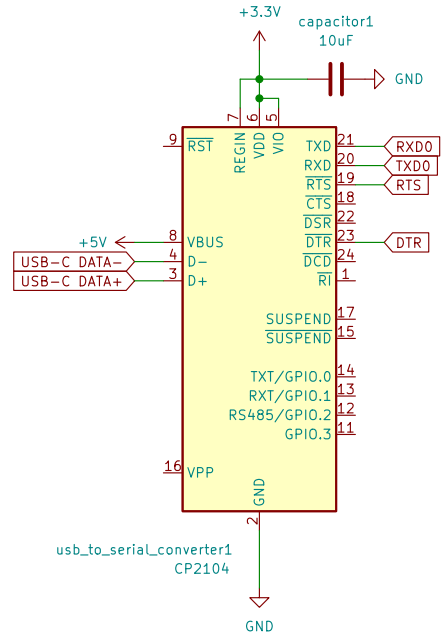 +3.3V
capacitor1
10uF
GND
7
6
5
REGIN
VDD
VIO
9 RST
TXD 21 RXD0
RXD 20 TXD0
RTS 19 RTS
CTS 18
DSR 22
+5V 8 VBUS
DTR 23 DTR
USB-C DATA- 4 D-
DCD 24
USB-C DATA+ 3 D+
RI 1
SUSPEND 17
SUSPEND 15
TXT/GPIO.0 14
RXT/GPIO.1 13
RS485/GPIO.2 12
GPIO.3 11
16 VPP
GND
2
usb_to_serial_converter1
CP2104
GND